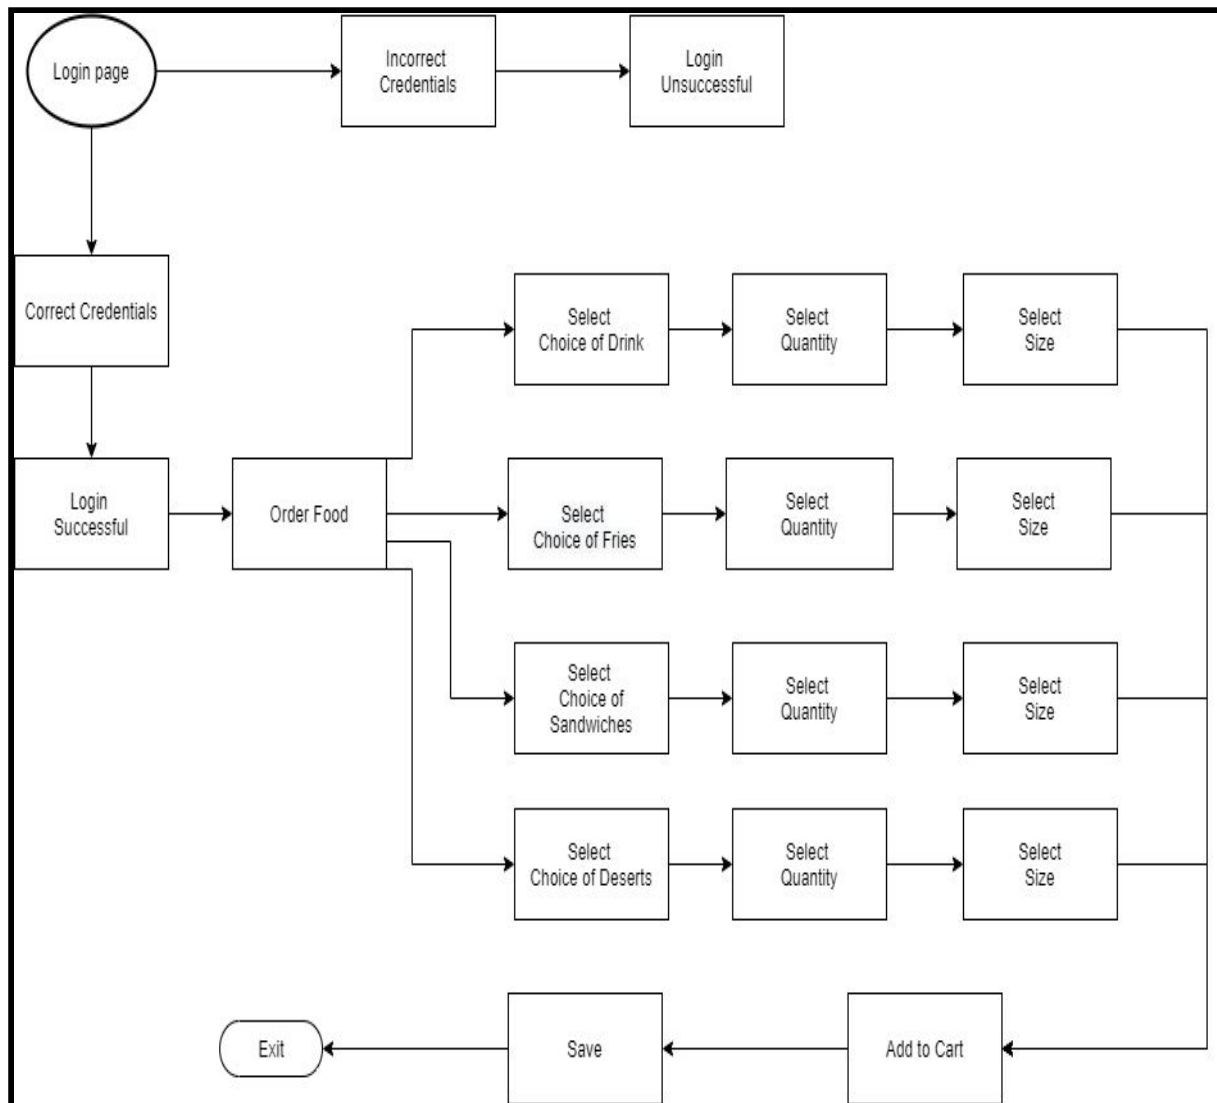 Login page
Incorrect
Credentials
Login
Unsuccessful
Correct Credentials
Select
Choice of Drink
Select
Quantity
Select
Size
Login
Successful
Order Food
Select
Choice of Fries
Select
Quantity
Select
Size
Select
Choice of
Sandwiches
Select
Quantity
Select
Size
Select
Choice of Deserts
Select
Quantity
Select
Size
Exit
Save
Add to Cart